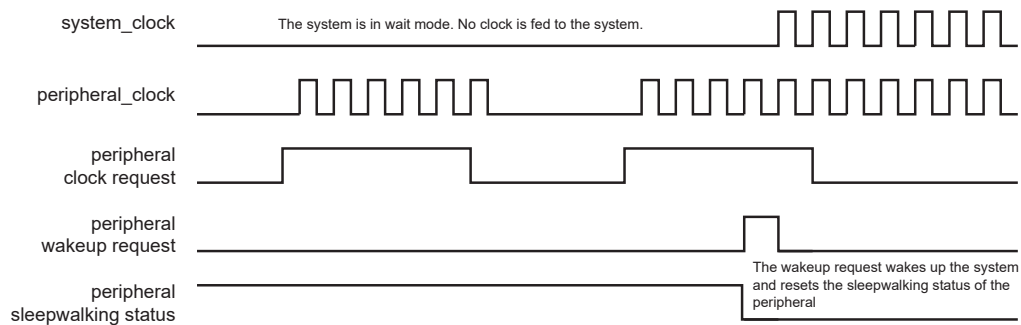 system_clock
The system is in wait mode. No clock is fed to the system.
peripheral_clock
peripheral
clock request
peripheral
wakeup request
The wakeup request wakes up the system
and resets the sleepwalking status of the
peripheral
peripheral
sleepwalking status